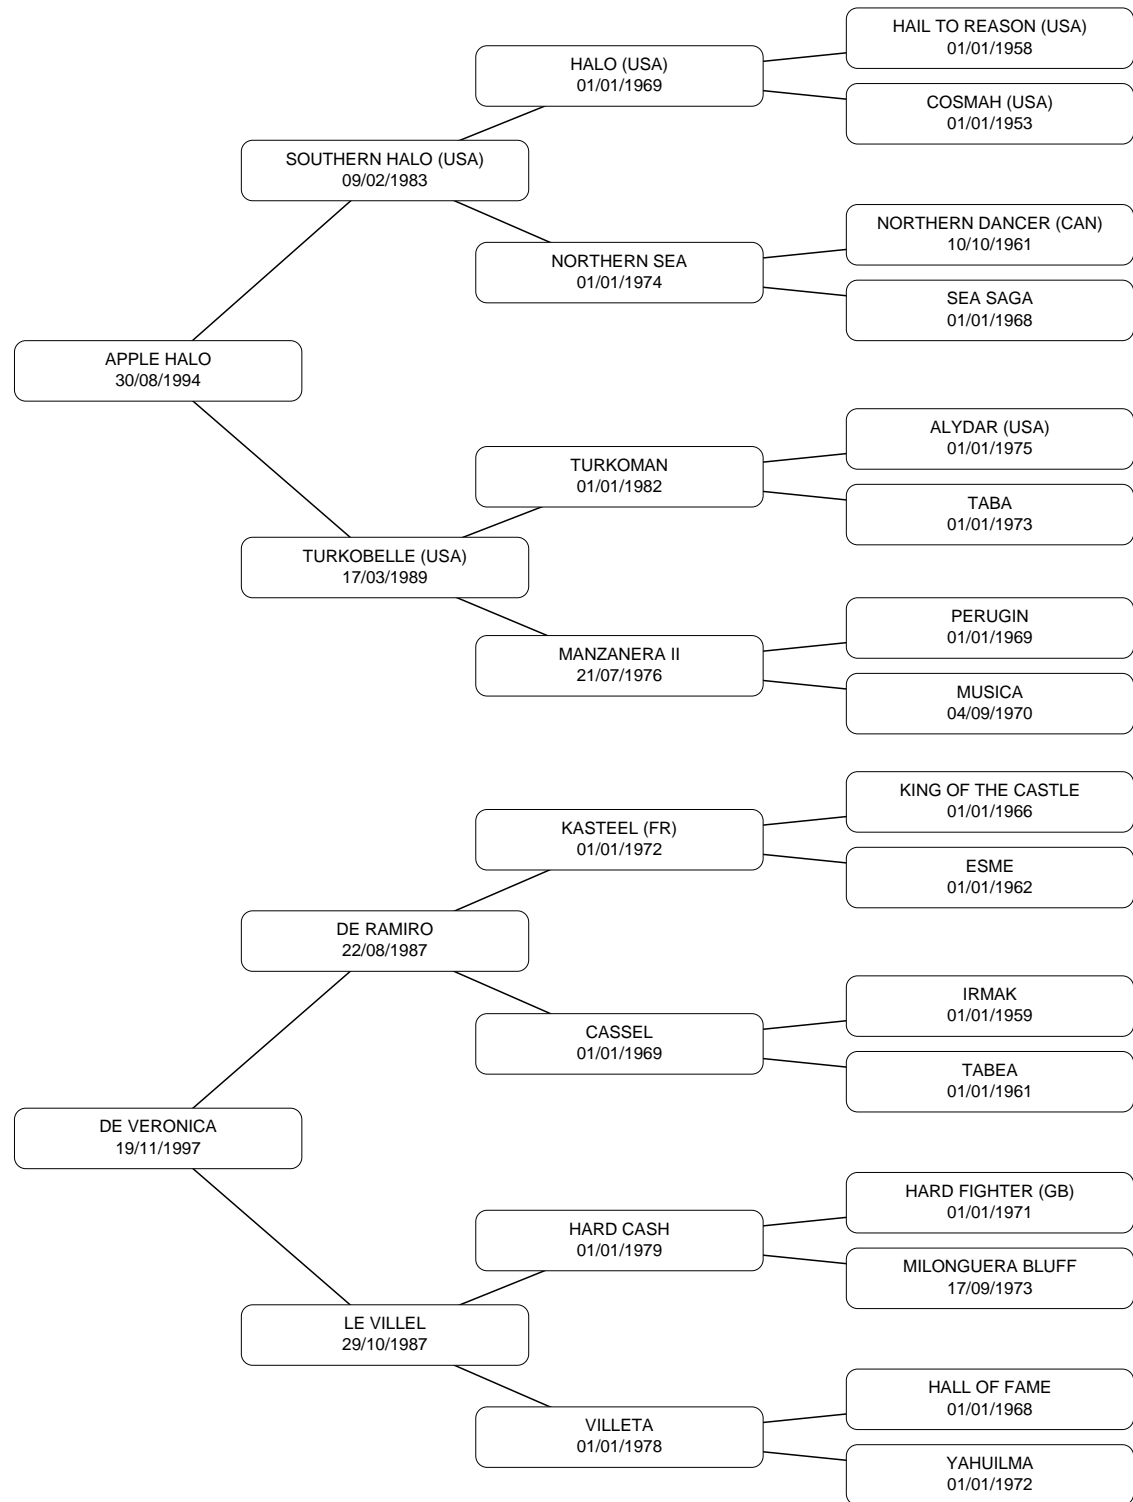 HAIL TO REASON (USA)
01/01/1958
HALO (USA)
01/01/1969
COSMAH (USA)
01/01/1953
SOUTHERN HALO (USA)
09/02/1983
NORTHERN DANCER (CAN)
10/10/1961
NORTHERN SEA
01/01/1974
SEA SAGA
01/01/1968
APPLE HALO
30/08/1994
ALYDAR (USA)
01/01/1975
TURKOMAN
01/01/1982
TABA
01/01/1973
TURKOBELLE (USA)
17/03/1989
PERUGIN
01/01/1969
MANZANERA II
21/07/1976
MUSICA
04/09/1970
KING OF THE CASTLE
01/01/1966
KASTEEL (FR)
01/01/1972
ESME
01/01/1962
DE RAMIRO
22/08/1987
IRMAK
01/01/1959
CASSEL
01/01/1969
TABEA
01/01/1961
DE VERONICA
19/11/1997
HARD FIGHTER (GB)
01/01/1971
HARD CASH
01/01/1979
MILONGUERA BLUFF
17/09/1973
LE VILLEL
29/10/1987
HALL OF FAME
01/01/1968
VILLETA
01/01/1978
YAHUILMA
01/01/1972